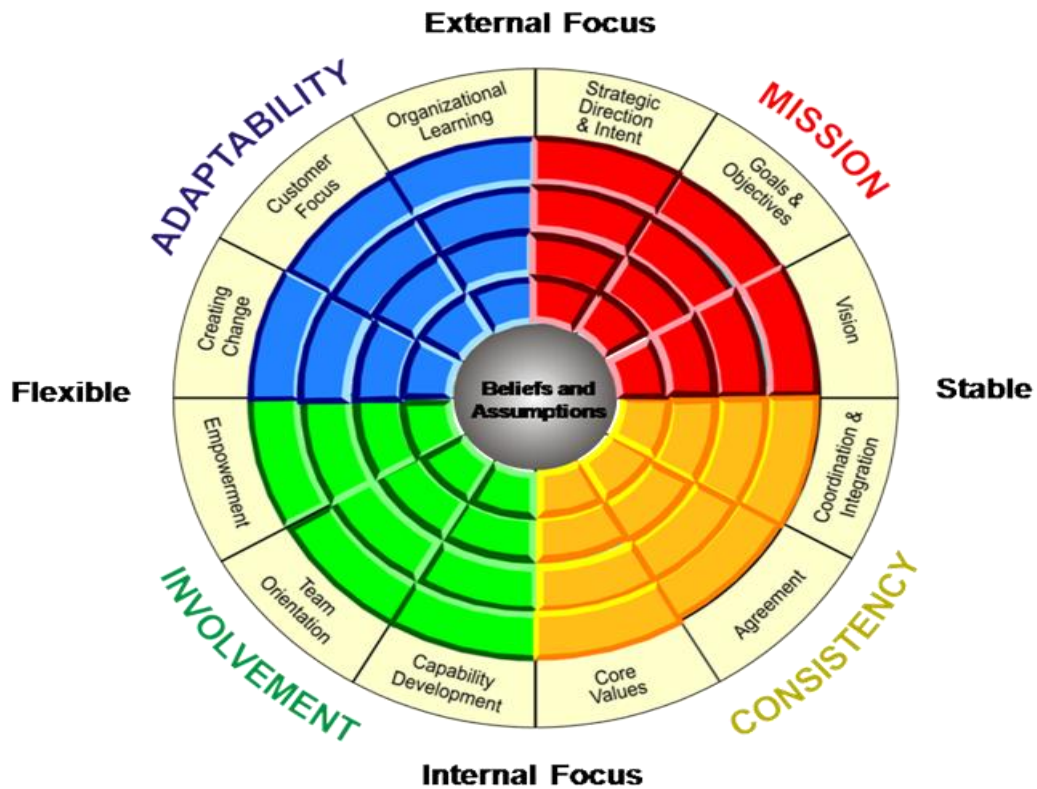 External Focus
ADAPTABILITY
MISSION
Organizational
Learning
Strategic
Direction
& Intent
Customer
Focus
Goals &
Objectives
Creating
Change
Vision
Flexible
Beliefs and
Assumptions
Stable
Empowerment
Coordination &
Integration
Team
Orientation
Agreement
Capability
Development
Core
Values
INVOLVEMENT
CONSISTENCY
Internal Focus